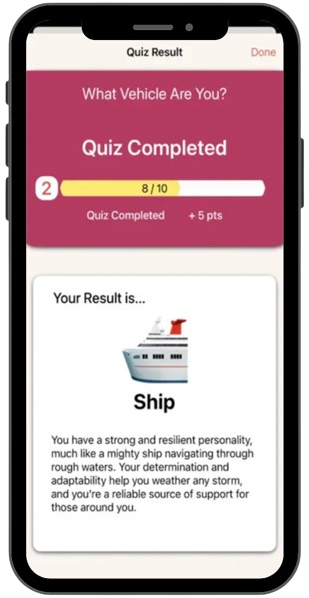 Quiz Result Done
What Vehicle Are You?
Quiz Completed
2 8 / 10
Quiz Completed + 5 pts
Your Result is...
Ship
You have a strong and resilient personality,
much like a mighty ship navigating through
rough waters. Your determination and
adaptability help you weather any storm,
and you're a reliable source of support for
those around you.